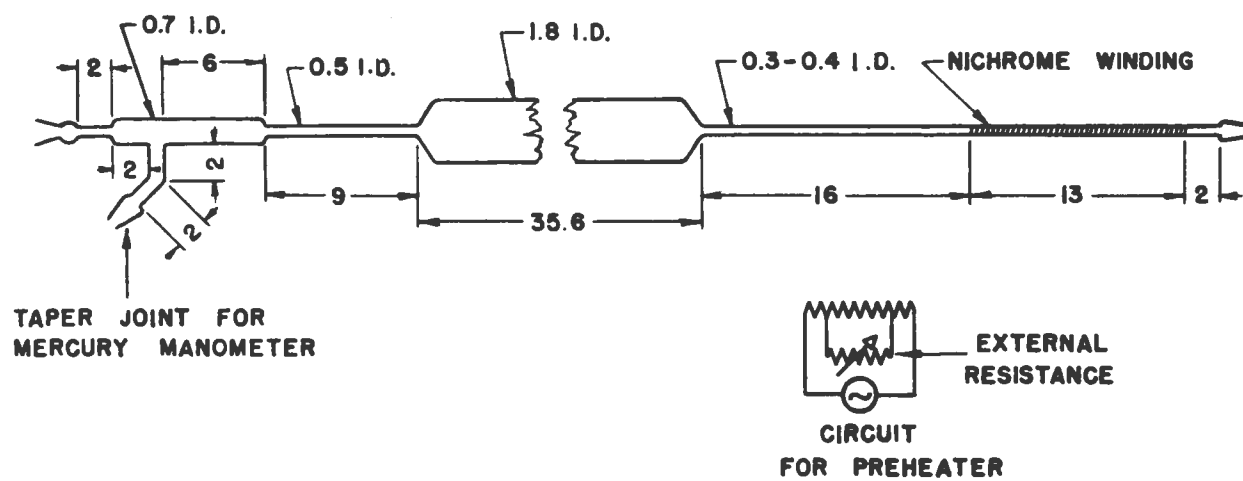 0.7 I.D.
1.8 I.D.
2
6
0.5 I.D.
0.3-0.4 I.D.
NICHROME WINDING
2
2
9
16
13
2
2
35.6
TAPER JOINT FOR
MERCURY MANOMETER
EXTERNAL
RESISTANCE
CIRCUIT
FOR PREHEATER